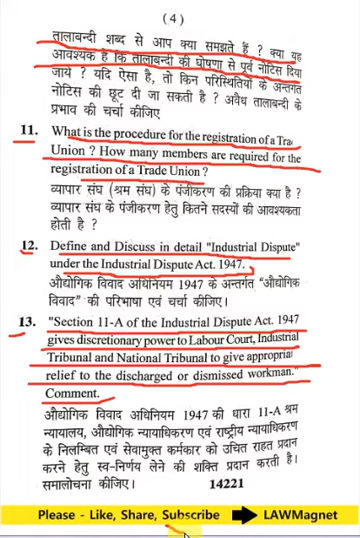 ( 4 )
तालाबन्दी शब्द से आप क्या समझते हैं ? क्या यह
आवश्यक है कि तालाबन्दी की घोषणा से पूर्व नोटिस दिया
जाये ? यदि ऐसा है, तो किन परिस्थितियों के अन्तर्गत
नोटिस की छूट दी जा सकती है ? अवैध तालाबन्दी के
प्रभाव की चर्चा कीजिए
11. What is the procedure for the registration of a Tra
Union ? How many members are required for the
registration of a Trade Union ?
व्यापार संघ (श्रम संघ) के पंजीकरण की प्रक्रिया क्या है ?
व्यापार संघ के पंजीकरण हेतु कितने सदस्यों की आवश्यकता
होती है ?
12. Define and Discuss in detail "Industrial Dispute"
under the Industrial Dispute Act. 1947.
औद्योगिक विवाद अधिनियम 1947 के अन्तर्गत "औद्योगिक
विवाद" की परिभाषा एवं चर्चा कीजिए।
13. "Section 11-A of the Industrial Dispute Act. 1947
gives discretionary power to Labour Court, Industrial
Tribunal and National Tribunal to give appropriat
relief to the discharged or dismissed workman."
Comment.
औद्योगिक विवाद अधिनियम 1947 की धारा 11-A श्रम
न्यायालय, औद्योगिक न्यायाधिकरण एवं राष्ट्रीय न्यायाधिकरण
के निलम्बित एवं सेवामुक्त कर्मकार को उचित राहत प्रदान
करने हेतु स्व-निर्णय लेने की शक्ति प्रदान करती है।
समालोचना कीजिए। 14221
Please - Like, Share, Subscribe LAWMagnet